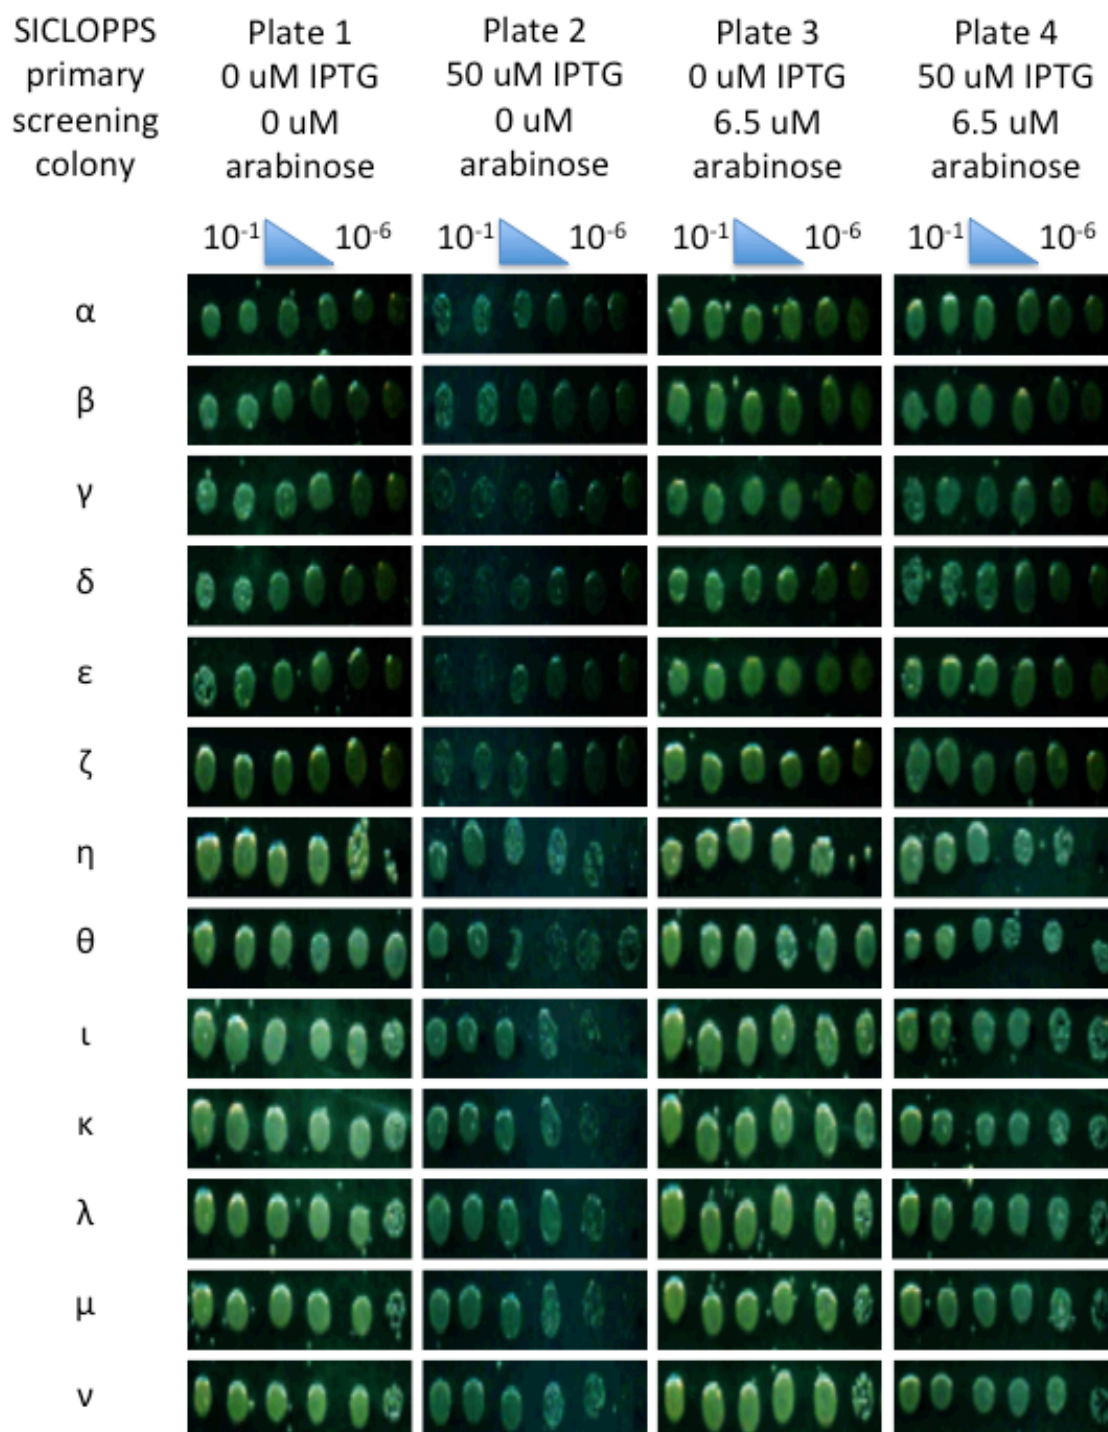 SICLOPPS primary screening colony
Plate 1
0 uM IPTG
0 uM
arabinose
Plate 2
50 uM IPTG
0 uM
arabinose
Plate 3
0 uM IPTG
6.5 uM
arabinose
Plate 4
50 uM IPTG
6.5 uM
arabinose
10⁻¹ 10⁻⁶ 10⁻¹ 10⁻⁶ 10⁻¹ 10⁻⁶ 10⁻¹ 10⁻⁶
α
β
γ
δ
ε
ζ
η
θ
ι
κ
λ
μ
ν